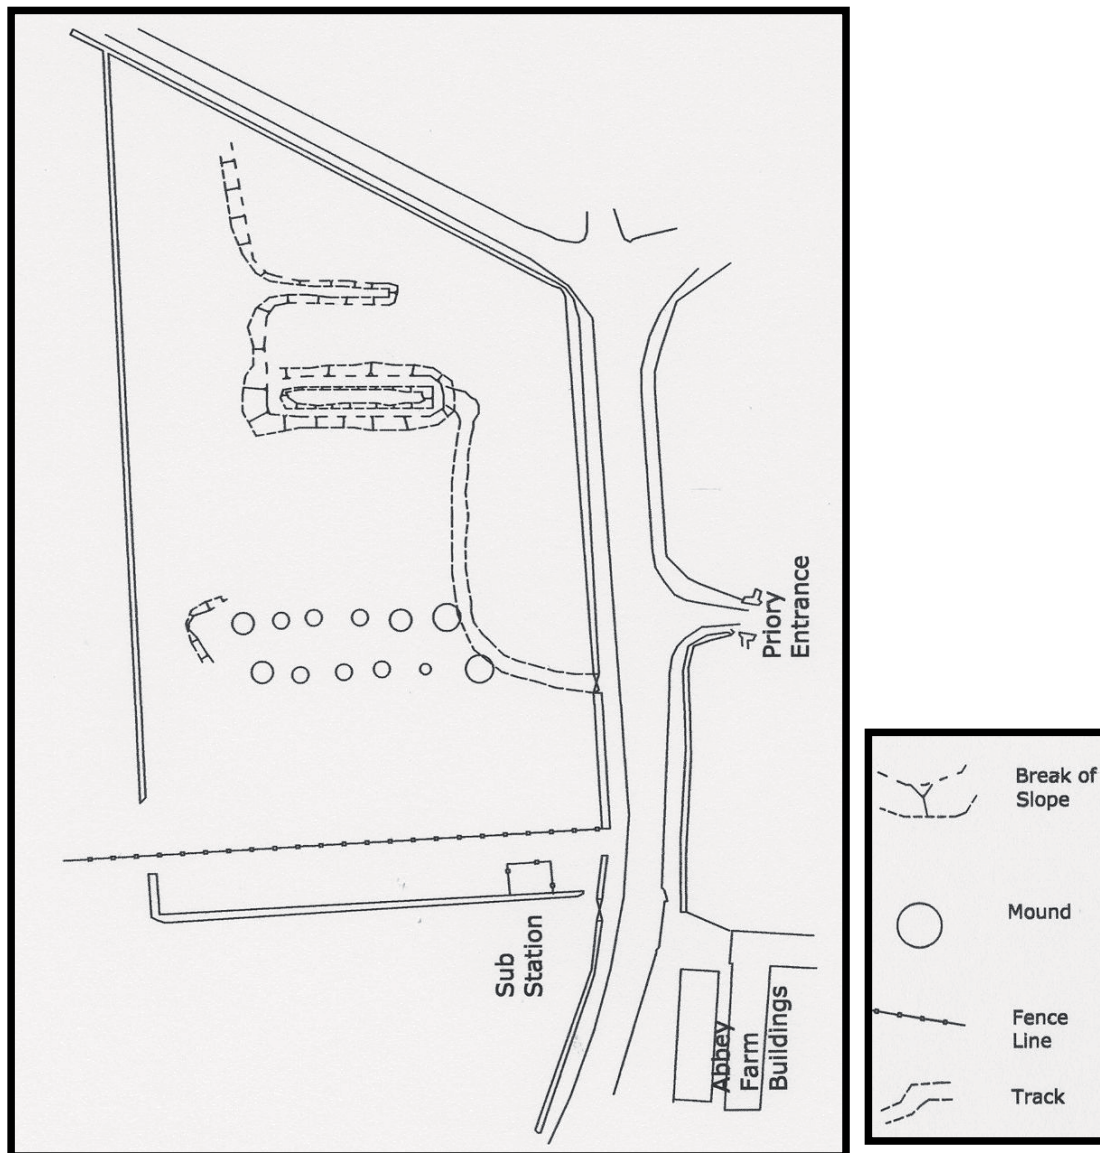 Priory
Entrance
Sub
Station
Abbey
Farm
Buildings
Break of
Slope
Mound
Fence
Line
Track